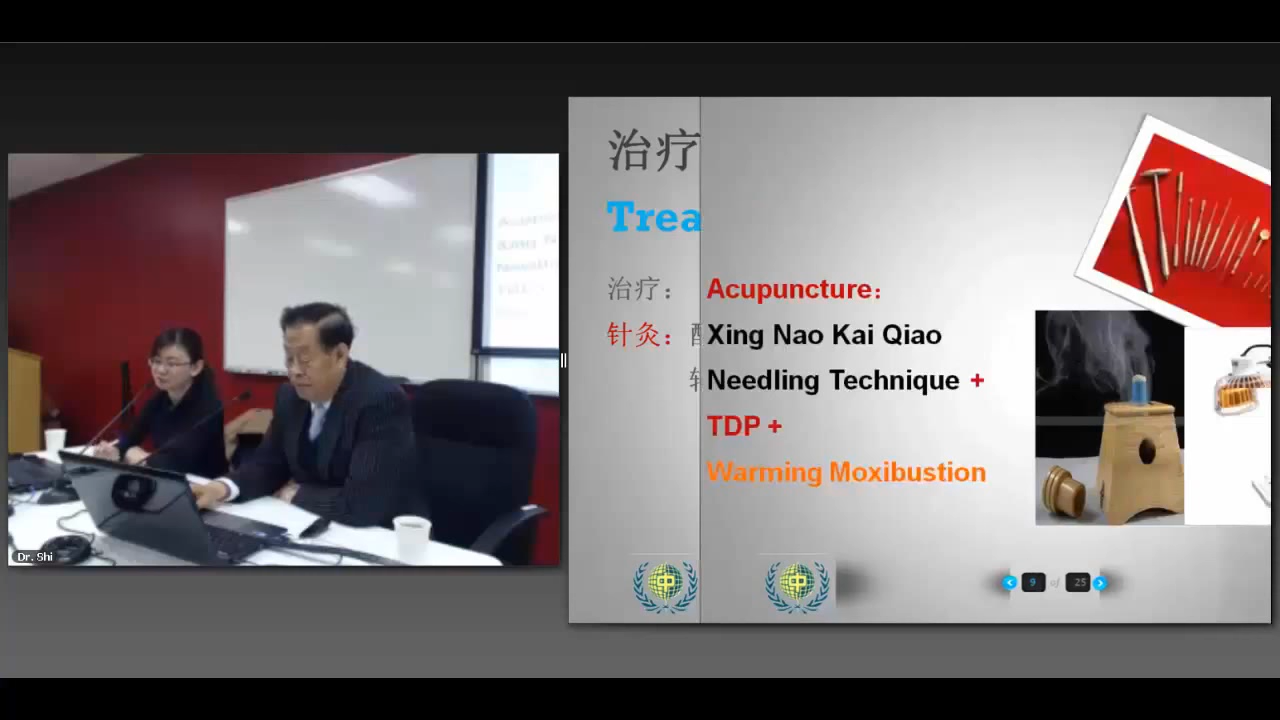 治疗
Trea
治疗： Acupuncture:
针灸： Xing Nao Kai Qiao
Needling Technique +
TDP +
Warming Moxibustion
9 of 25
Dr. Shi